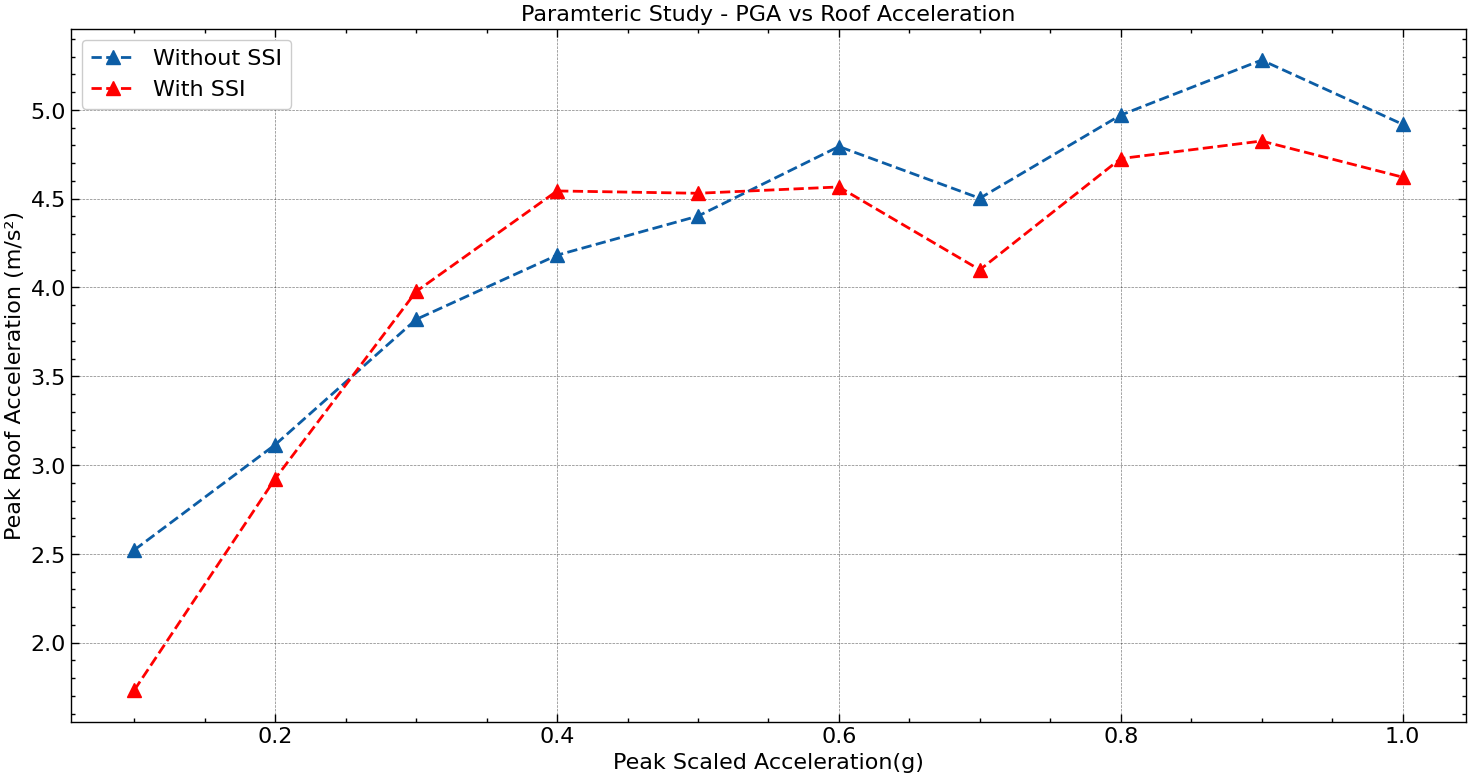 Paramteric Study - PGA vs Roof Acceleration
Without SSI
With SSI
Peak Roof Acceleration (m/s²)
5.0
4.5
4.0
3.5
3.0
2.5
2.0
0.2
0.4
0.6
0.8
1.0
Peak Scaled Acceleration(g)